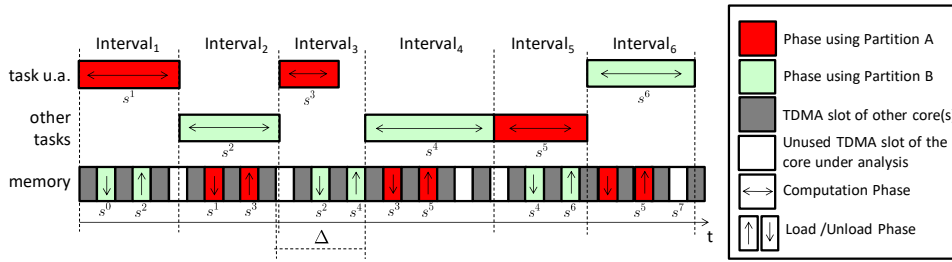 Interval₁ Interval₂ Interval₃ Interval₄ Interval₅ Interval₆
task u.a.
s¹ s³ s⁶
other
tasks
s² s⁴ s⁵
memory
s⁰ s² s¹ s³ s² s⁴ s³ s⁵ s⁴ s⁶ s⁵ s⁷
t
Δ
Phase using Partition A
Phase using Partition B
TDMA slot of other core(s
Unused TDMA slot of the
core under analysis
Computation Phase
Load /Unload Phase